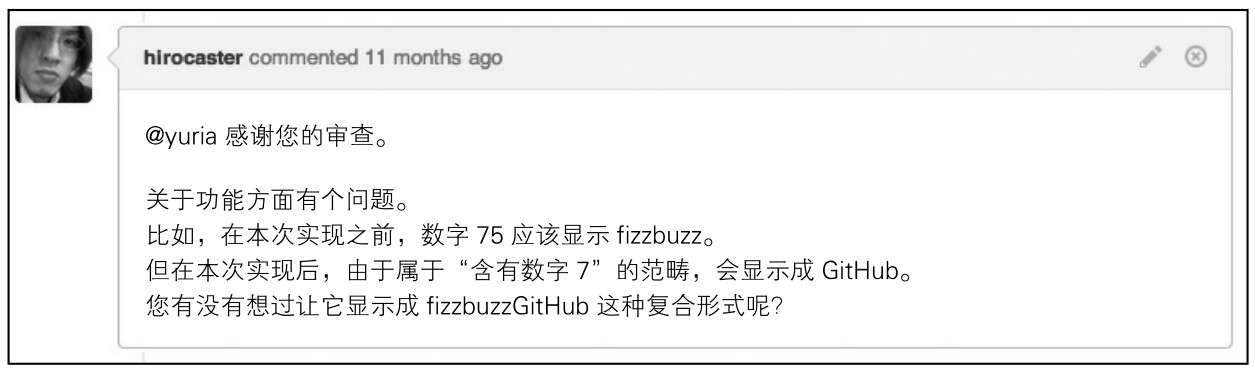 hirocaster commented 11 months ago
@yuria 感谢您的审查。
关于功能方面有个问题。
比如，在本次实现之前，数字 75 应该显示 fizzbuzz。
但在本次实现后，由于属于“含有数字 7”的范畴，会显示成 GitHub。
您有没有想过让它显示成 fizzbuzzGitHub 这种复合形式呢？